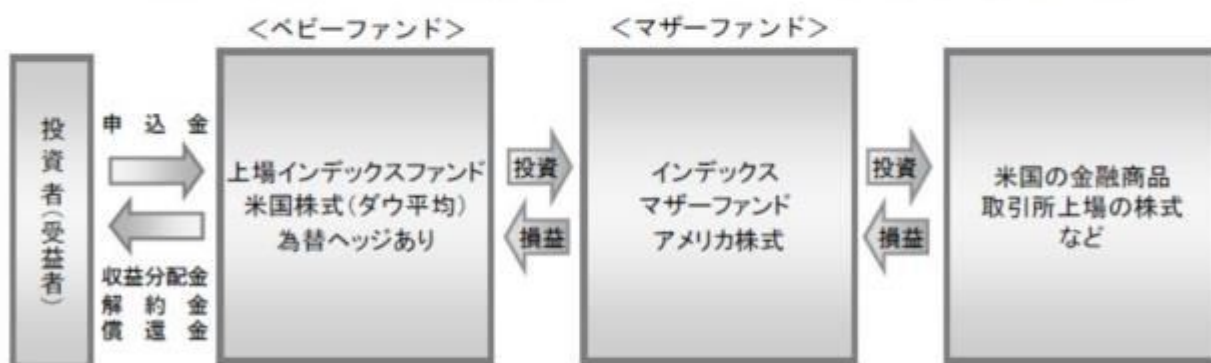 <ベビーファンド>
<マザーファンド>
投資者(受益者)
申込金
収益分配金
解約金
償還金
上場インデックスファンド
米国株式(ダウ平均)
為替ヘッジあり
投資
損益
インデックス
マザーファンド
アメリカ株式
投資
損益
米国の金融商品
取引所上場の株式
など